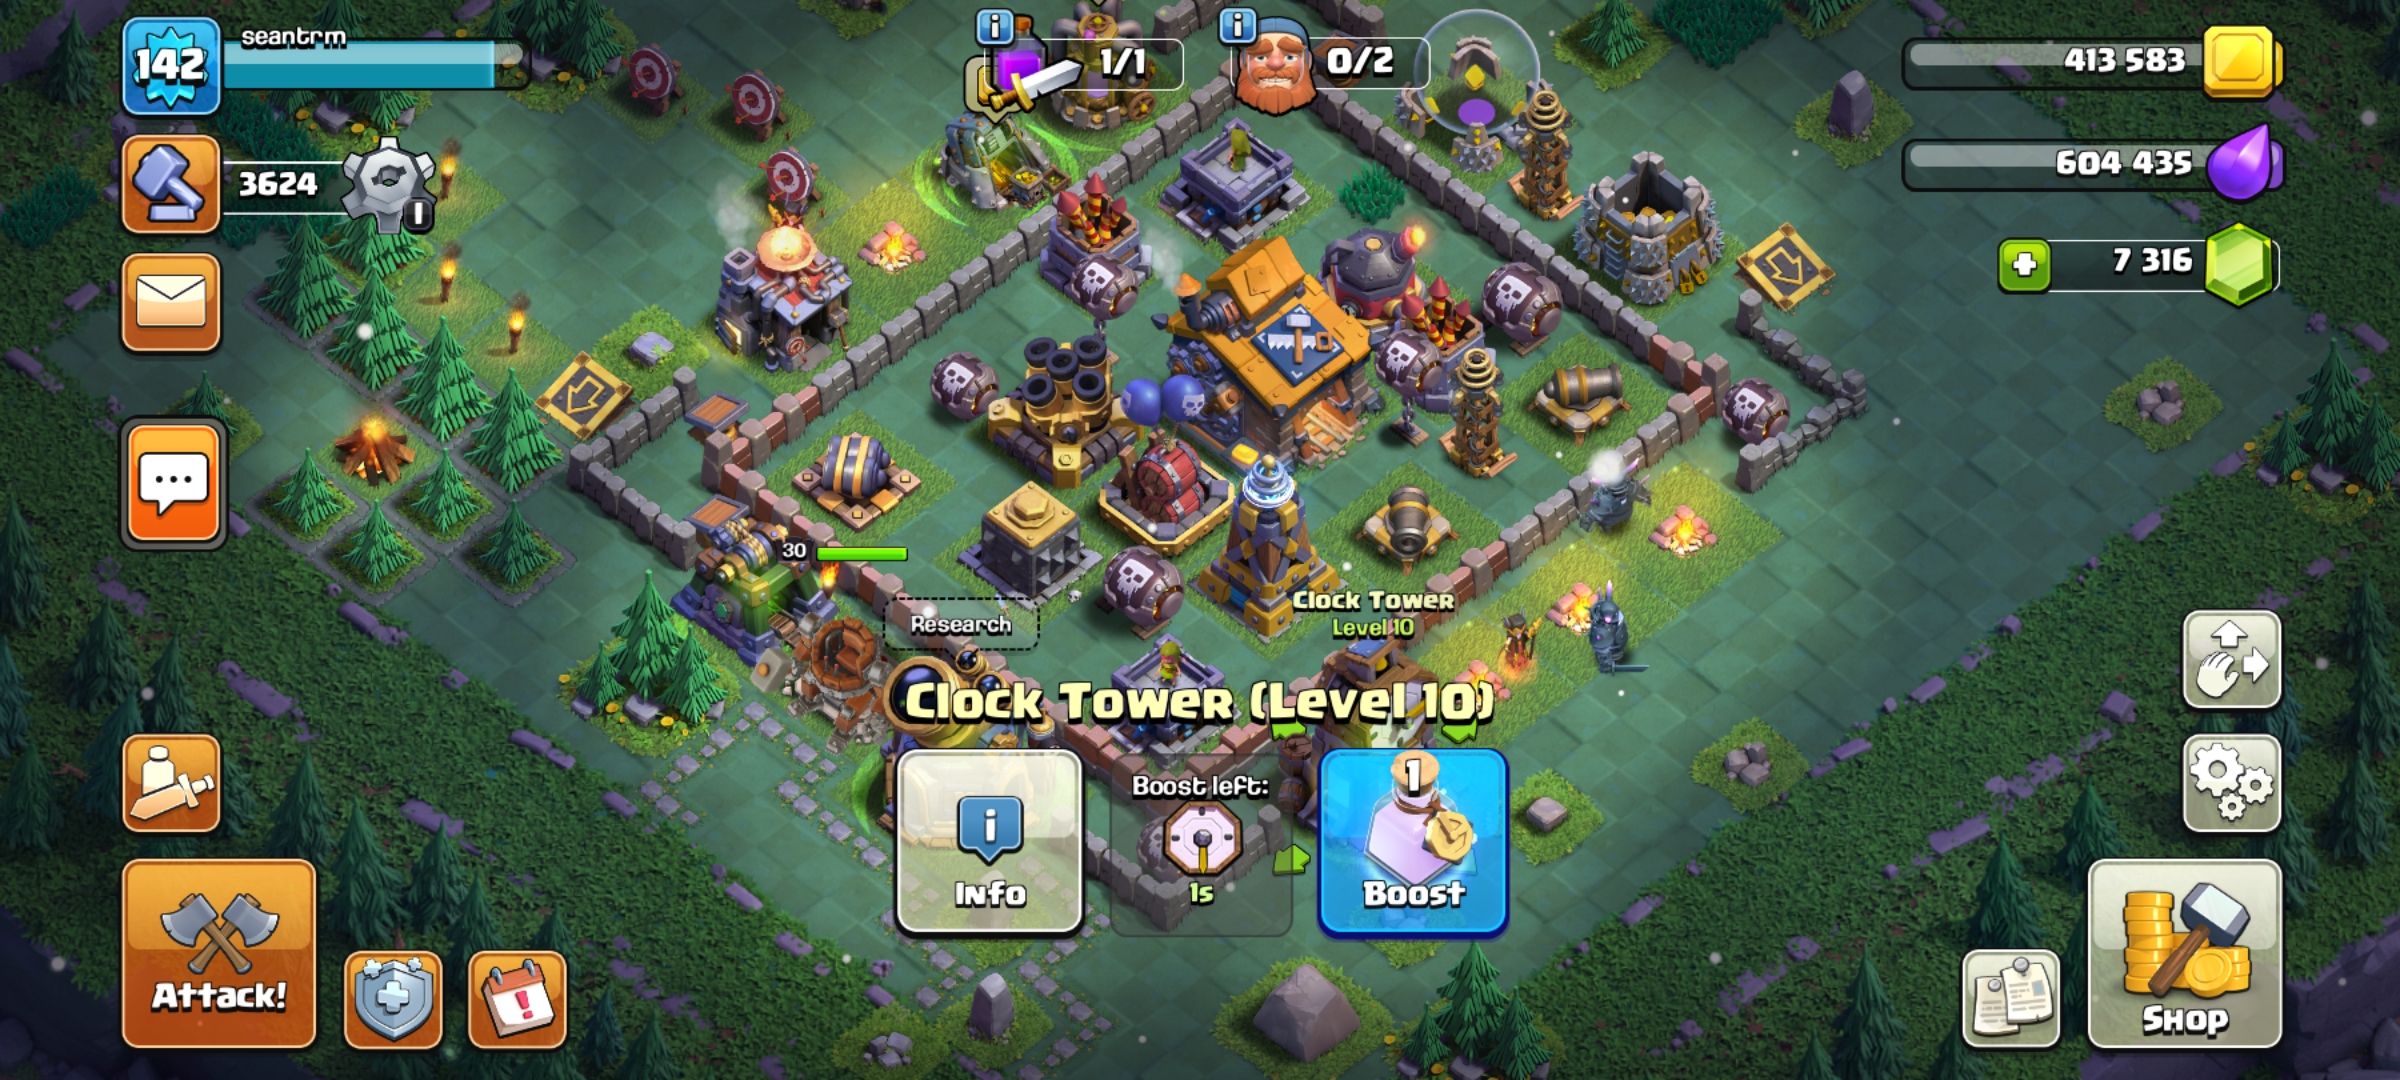 142
seantrm
1/1
0/2
413 583
3624
I
604 435
7 316
30
Research
Clock Tower
Level 10
Clock Tower (Level 10)
Boost left:
1
1s
Info
Boost
Attack!
Shop